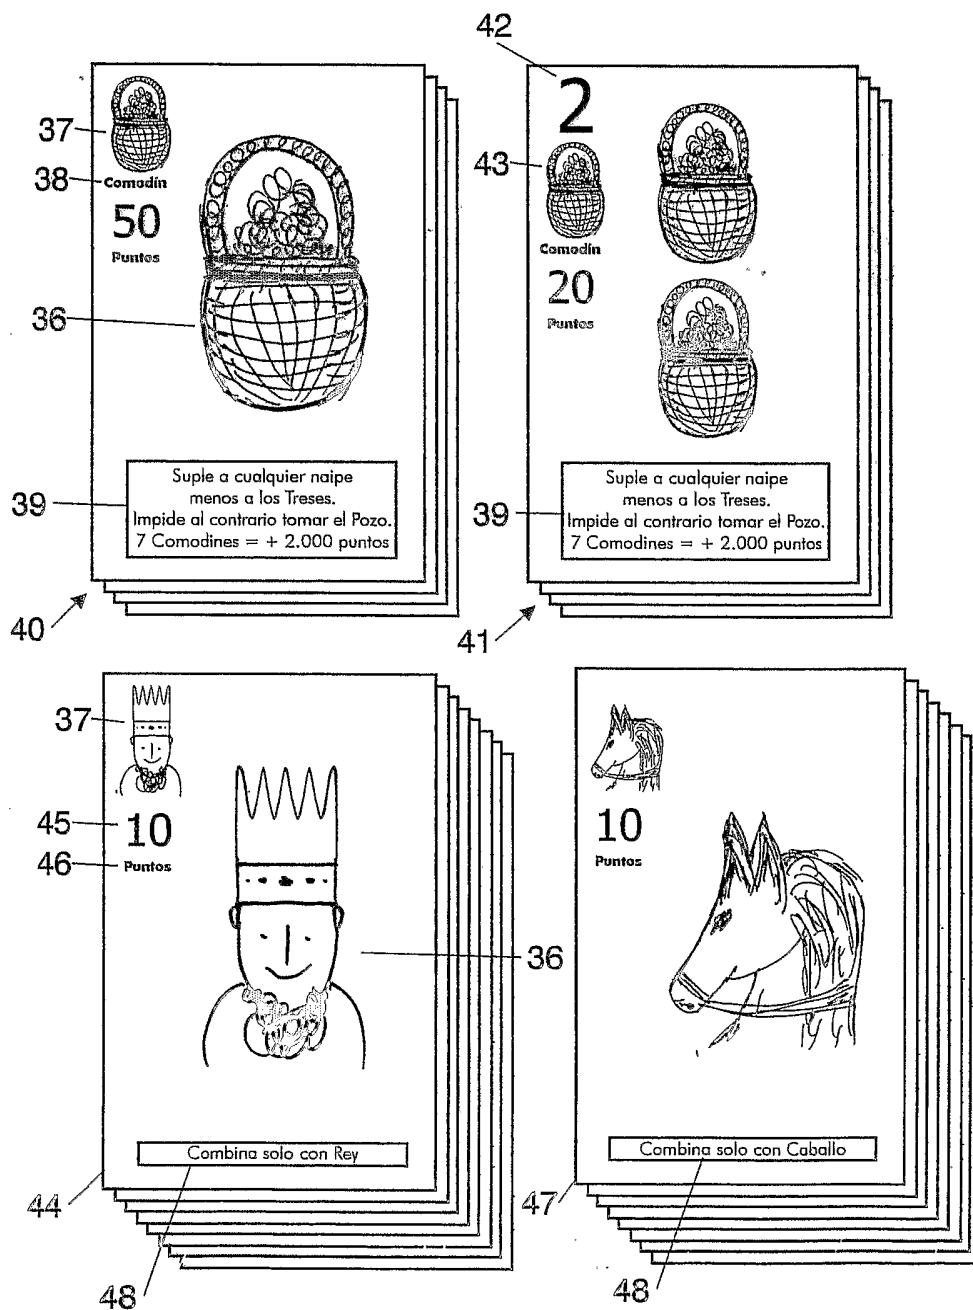 42
37
38
Comodín
50
Puntos
36
39
Suple a cualquier naipe
menos a los Treses.
Impide al contrario tomar el Pozo.
7 Comodines = + 2.000 puntos
40
2
43
Comodín
20
Puntos
39
Suple a cualquier naipe
menos a los Treses.
Impide al contrario tomar el Pozo.
7 Comodines = + 2.000 puntos
41
37
45
10
46
Puntos
36
Combina solo con Rey
44
48
10
Puntos
Combina solo con Caballo
47
48